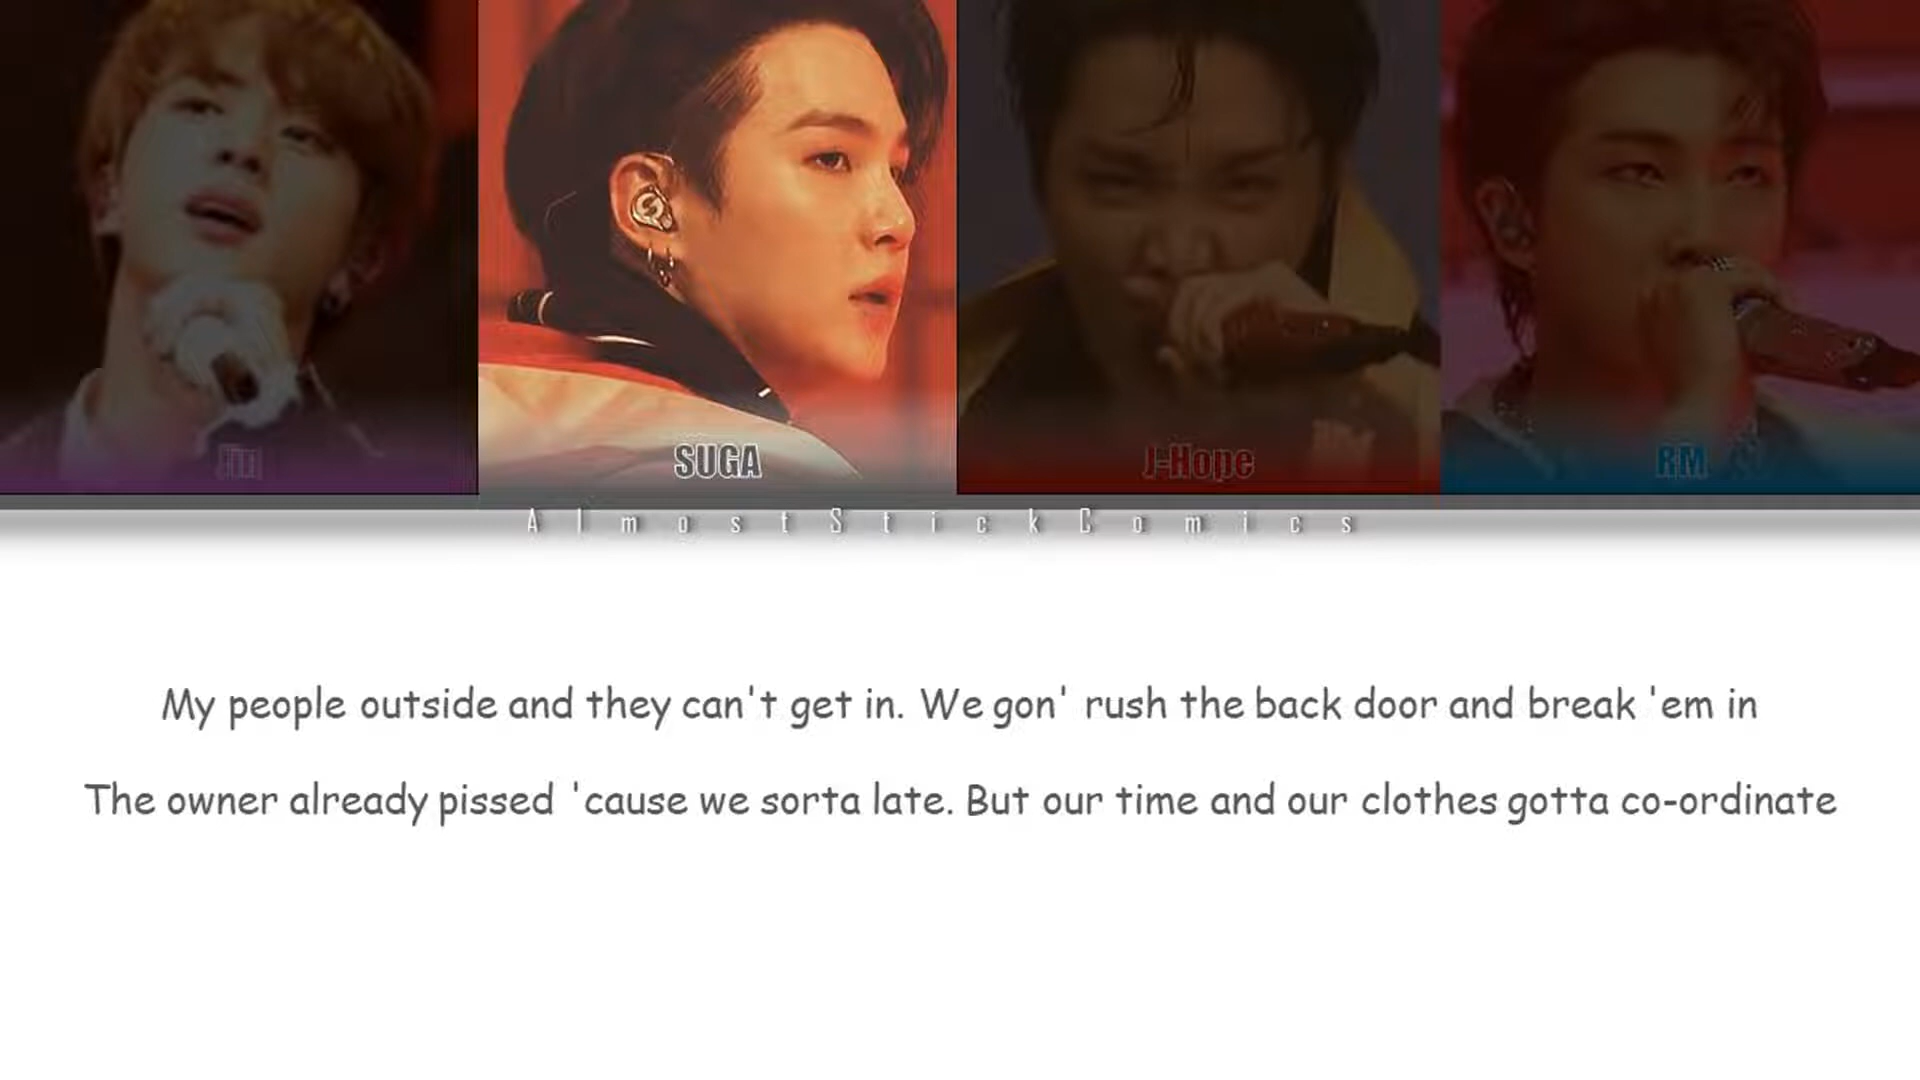 Jin
SUGA
J-Hope
RM
AlmostStickComics
My people outside and they can't get in. We gon' rush the back door and break 'em in
The owner already pissed 'cause we sorta late. But our time and our clothes gotta co-ordinate